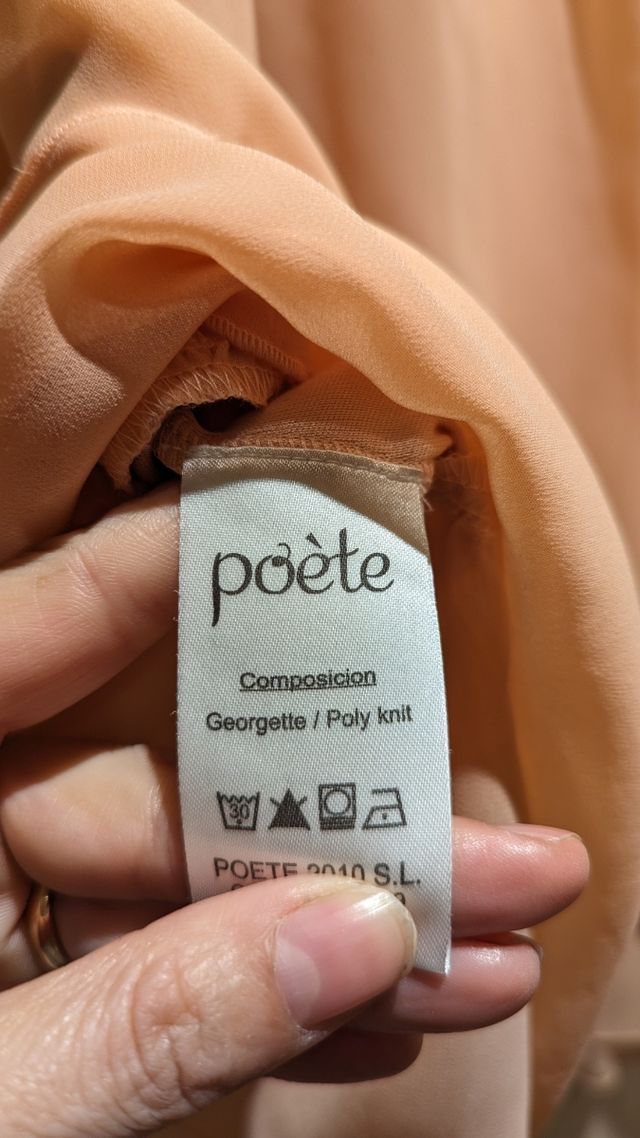 poète
Composicion
Georgette / Poly knit
30
POETE 2010 S.L.